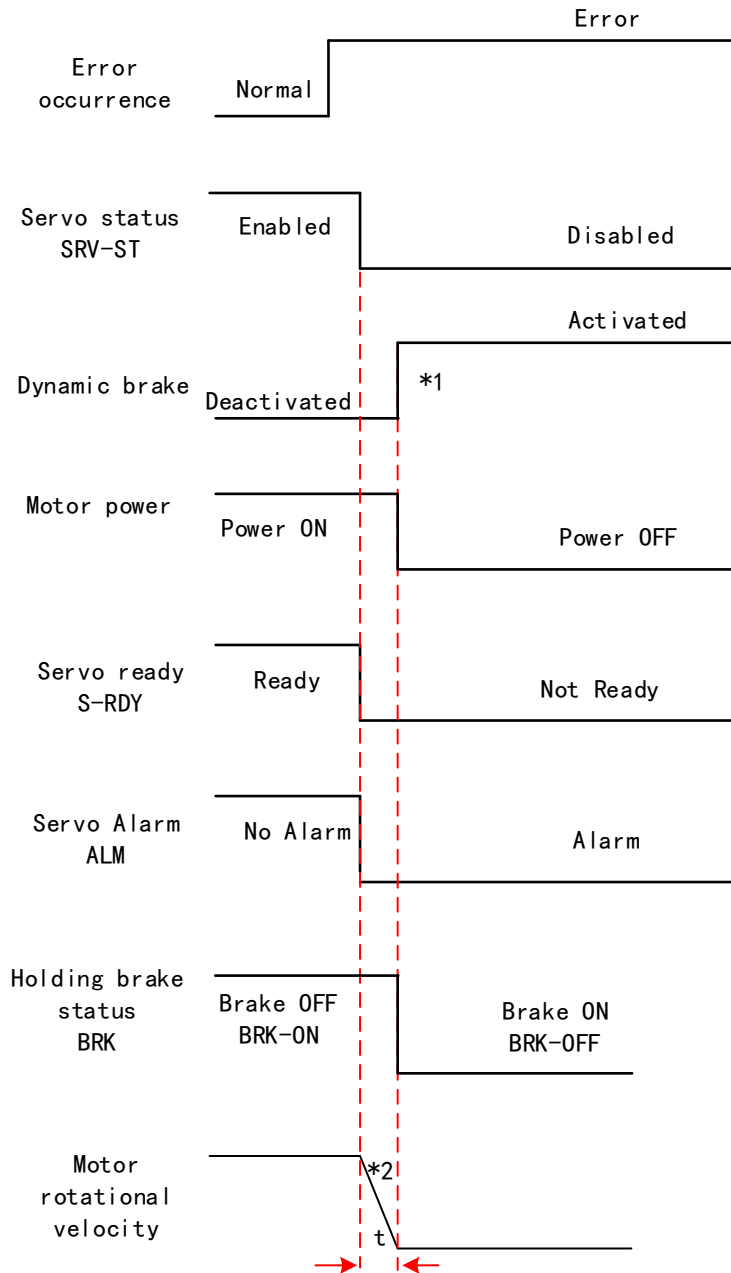 Error
Error
occurrence
Normal
Servo status
SRV-ST
Enabled
Disabled
Activated
Dynamic brake
*1
Deactivated
Motor power
Power ON
Power OFF
Servo ready
S-RDY
Ready
Not Ready
Servo Alarm
ALM
No Alarm
Alarm
Holding brake
status
BRK
Brake OFF
BRK-ON
Brake ON
BRK-OFF
Motor
rotational
velocity
*2
t